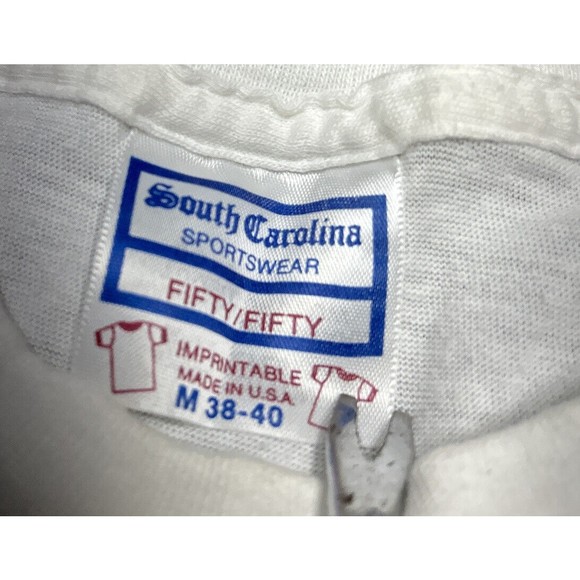 South Carolina
SPORTSWEAR
FIFTY/FIFTY
IMPRINTABLE
MADE IN U.S.A.
M 38-40